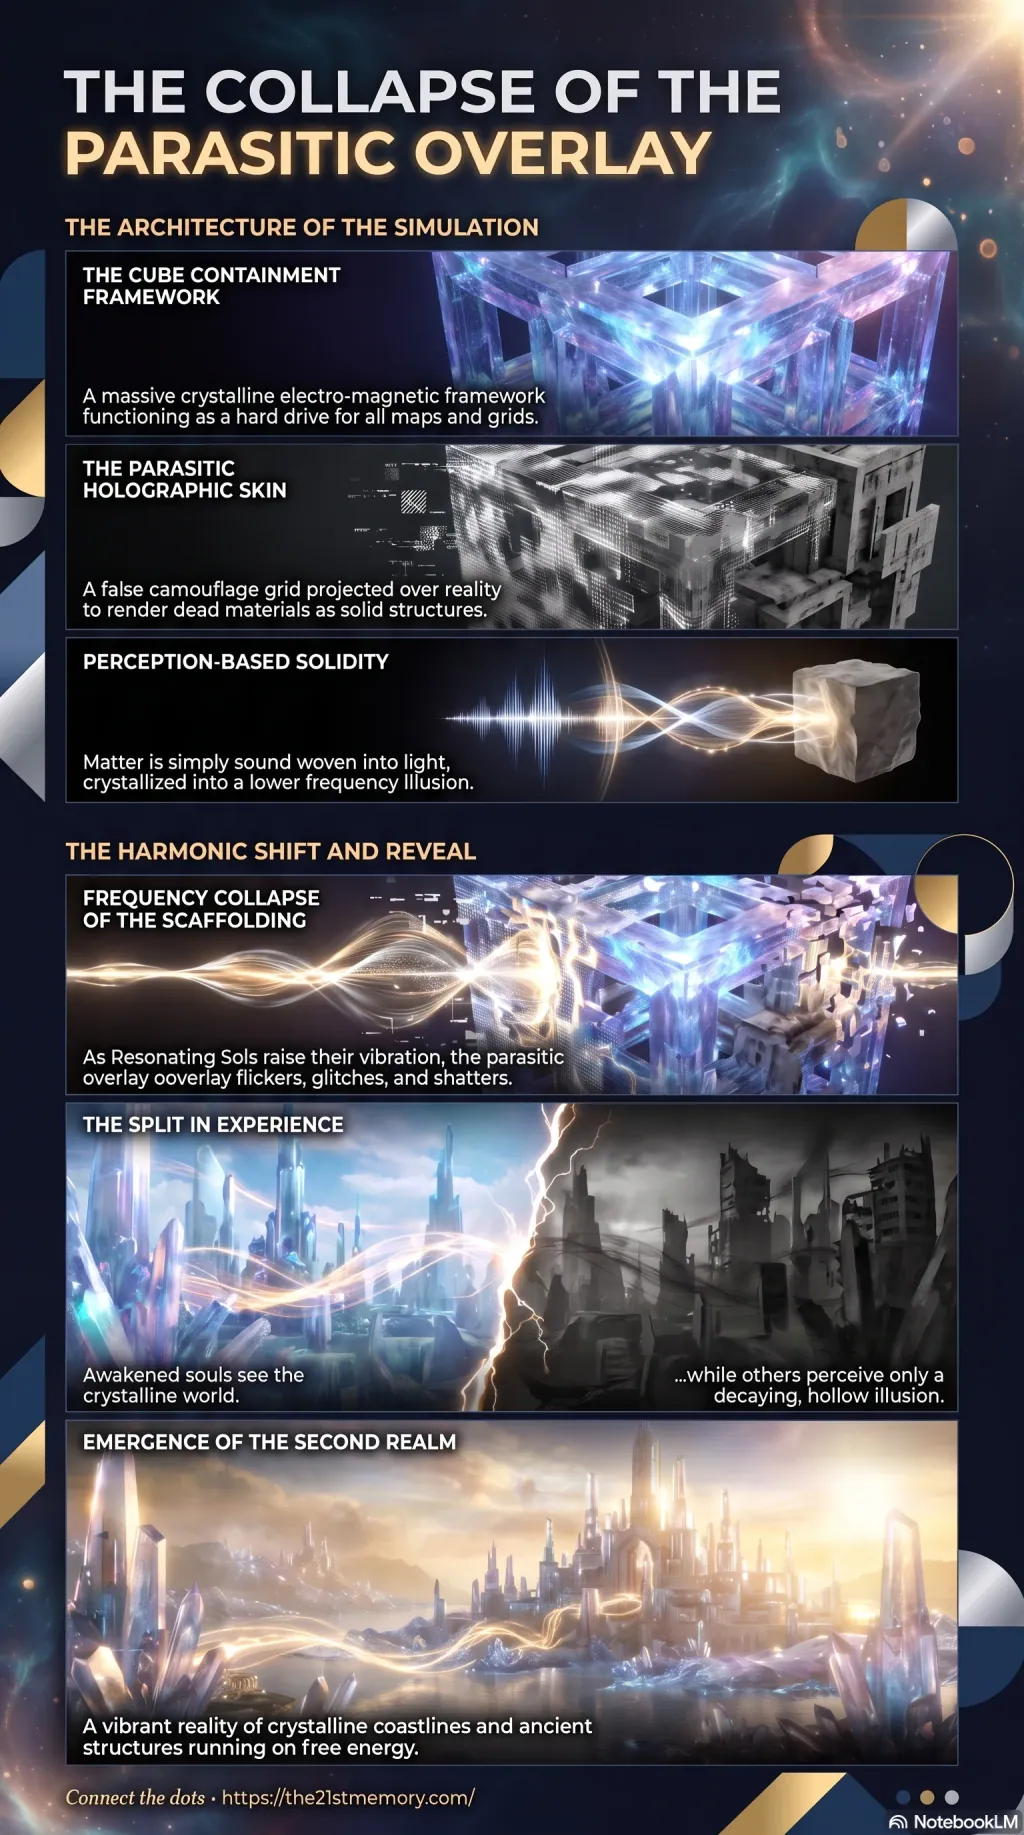 THE COLLAPSE OF THE
PARASITIC OVERLAY
THE ARCHITECTURE OF THE SIMULATION
THE CUBE CONTAINMENT
FRAMEWORK
A massive crystalline electro-magnetic framework
functioning as a hard drive for all maps and grids.
THE PARASITIC
HOLOGRAPHIC SKIN
A false camouflage grid projected over reality
to render dead materials as solid structures.
PERCEPTION-BASED SOLIDITY
Matter is simply sound woven into light,
crystallized into a lower frequency Illusion.
THE HARMONIC SHIFT AND REVEAL
FREQUENCY COLLAPSE
OF THE SCAFFOLDING
As Resonating Sols raise their vibration, the parasitic
overlay ooverlay flickers, glitches, and shatters.
THE SPLIT IN EXPERIENCE
Awakened souls see the
crystalline world.
...while others perceive only a
decaying, hollow illusion.
EMERGENCE OF THE SECOND REALM
A vibrant reality of crystalline coastlines and ancient
structures running on free energy.
Connect the dots · https://the21stmemory.com/
NotebookLM